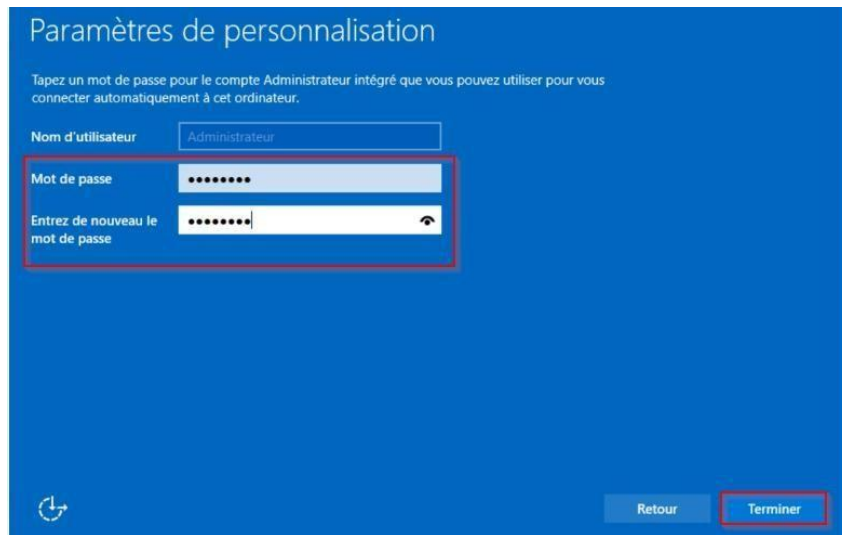 Paramètres de personnalisation
Tapez un mot de passe pour le compte Administrateur intégré que vous pouvez utiliser pour vous
connecter automatiquement à cet ordinateur.
Nom d'utilisateur Administrateur
Mot de passe ••••••••
Entrez de nouveau le ••••••••
mot de passe
Retour Terminer